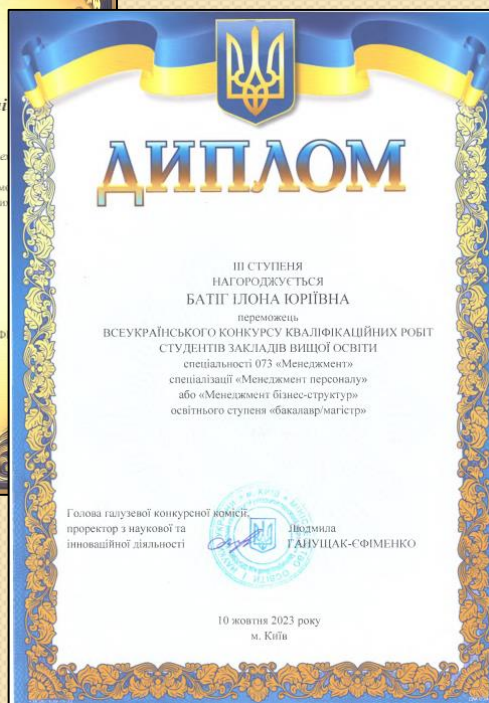 ДИПЛОМ
ІІІ СТУПЕНЯ
НАГОРОДЖУЄТЬСЯ
БАТІГ ІЛОНА ЮРІЇВНА
переможець
ВСЕУКРАЇНСЬКОГО КОНКУРСУ КВАЛІФІКАЦІЙНИХ РОБІТ
СТУДЕНТІВ ЗАКЛАДІВ ВИЩОЇ ОСВІТИ
спеціальності 073 «Менеджмент»
спеціалізації «Менеджмент персоналу»
або «Менеджмент бізнес-структур»
освітнього ступеня «бакалавр/магістр»
Голова галузевої конкурсної комісії,
проректор з наукової та
інноваційної діяльності
Людмила
ГАНУЩАК-ЄФІМЕНКО
10 жовтня 2023 року
м. Київ